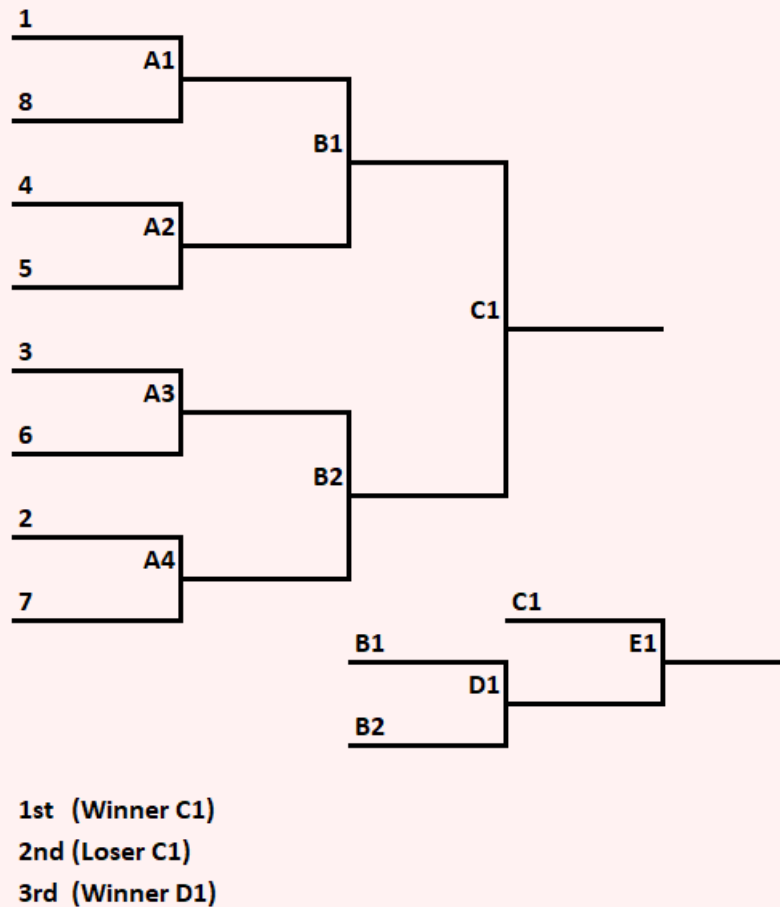 1
A1
8
B1
4
A2
5
C1
3
A3
6
B2
2
A4
7
C1
B1
E1
D1
B2
1st (Winner C1)
2nd (Loser C1)
3rd (Winner D1)